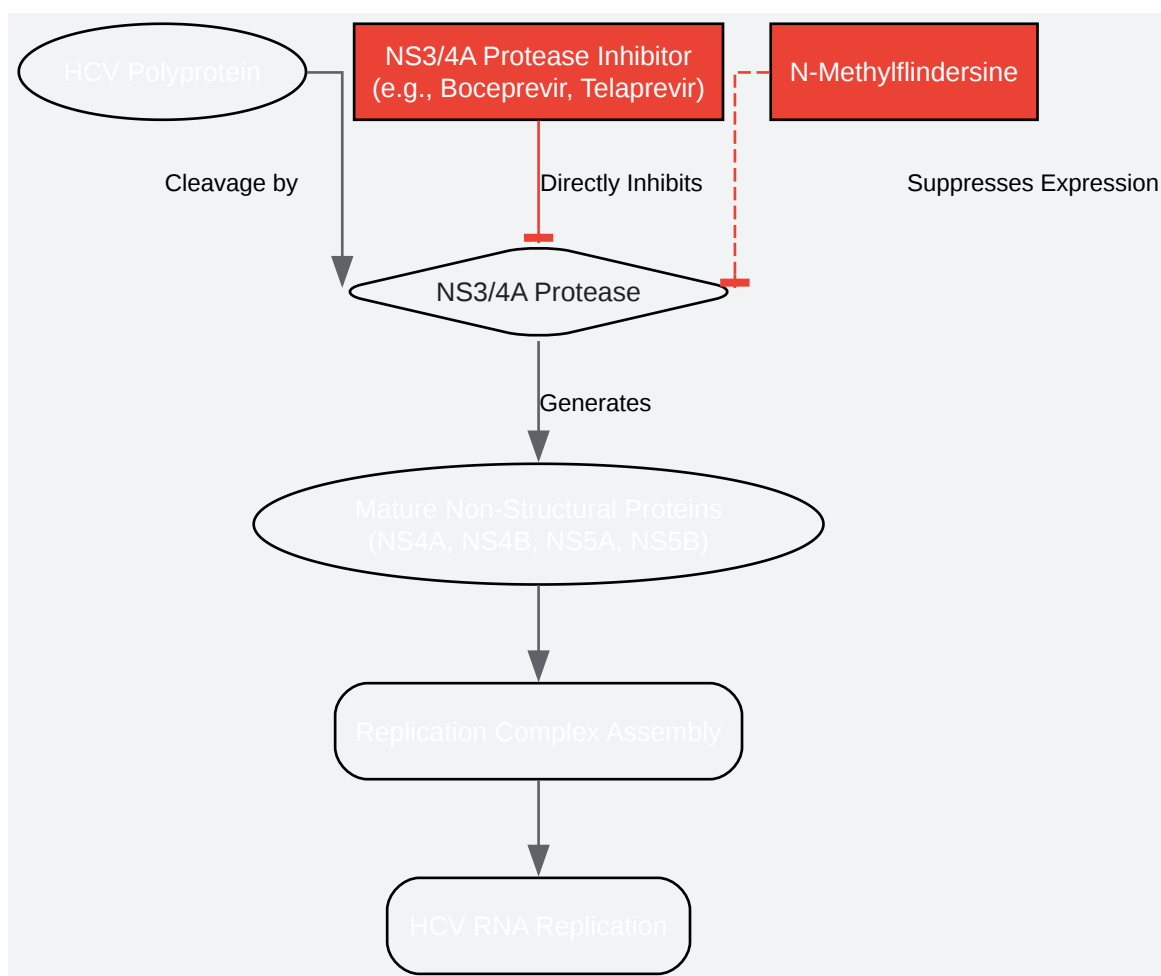 HCV Polyprotein
NS3/4A Protease Inhibitor
(e.g., Boceprevir, Telaprevir)
N-Methylflindersine
Cleavage by
Directly Inhibits
Suppresses Expression
NS3/4A Protease
Generates
Mature Non-Structural Proteins
(NS4A, NS4B, NS5A, NS5B)
Replication Complex Assembly
HCV RNA Replication